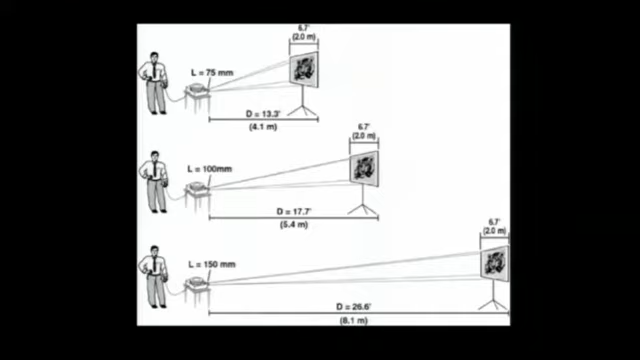 6.7'
(2.0 m)
L = 75 mm
D = 13.3'
(4.1 m)
6.7'
(2.0 m)
L = 100mm
D = 17.7'
(5.4 m)
6.7'
(2.0 m)
L = 150 mm
D = 26.6'
(8.1 m)